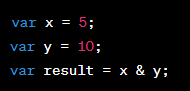 var x = 5;
var y = 10;
var result = x & y;